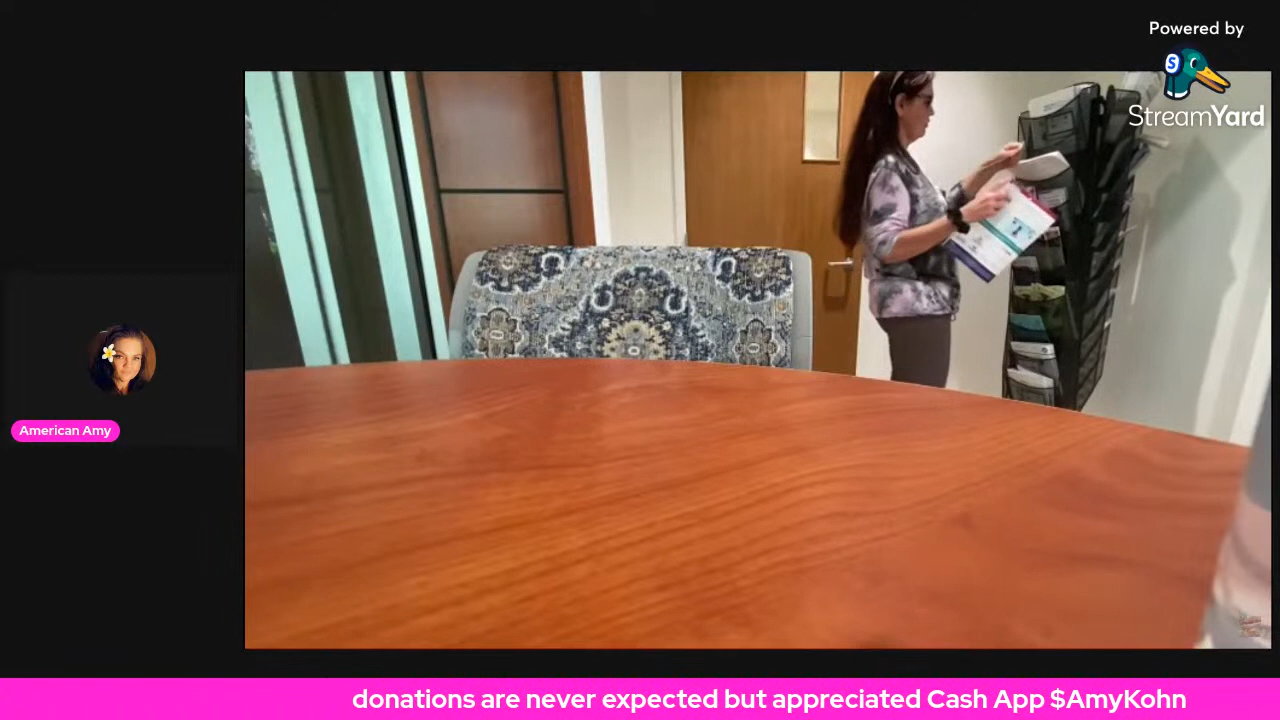 Powered by
StreamYard
American Amy
donations are never expected but appreciated Cash App $AmyKohn